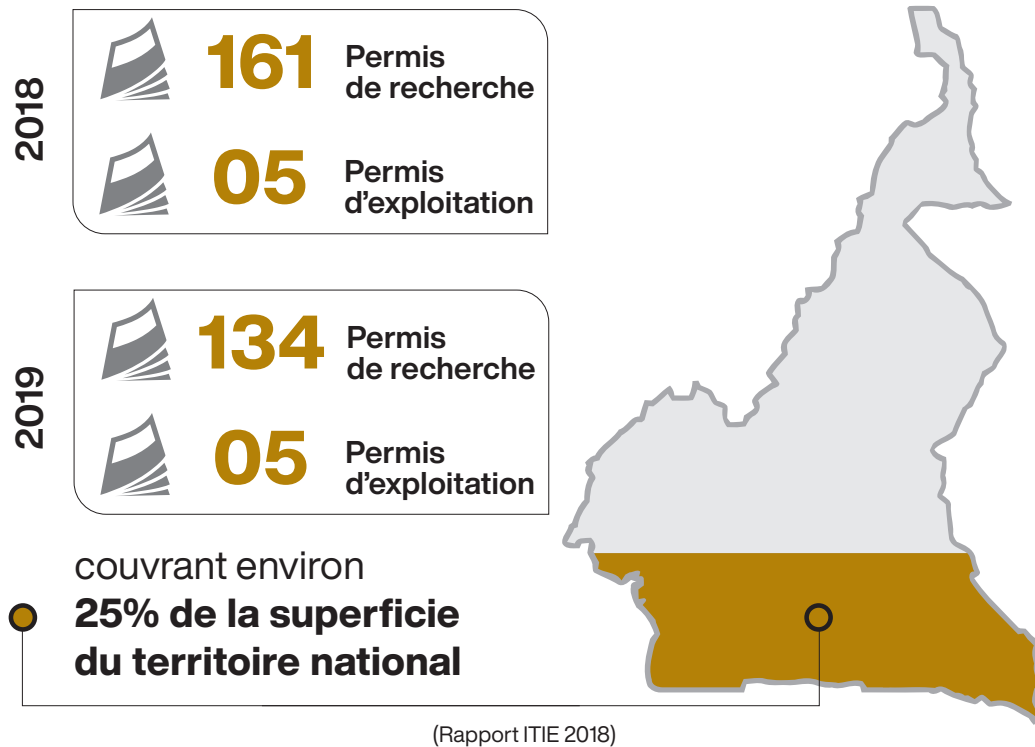 2018
161 Permis
de recherche
05 Permis
d'exploitation
2019
134 Permis
de recherche
05 Permis
d'exploitation
couvrant environ
25% de la superficie
du territoire national
(Rapport ITIE 2018)